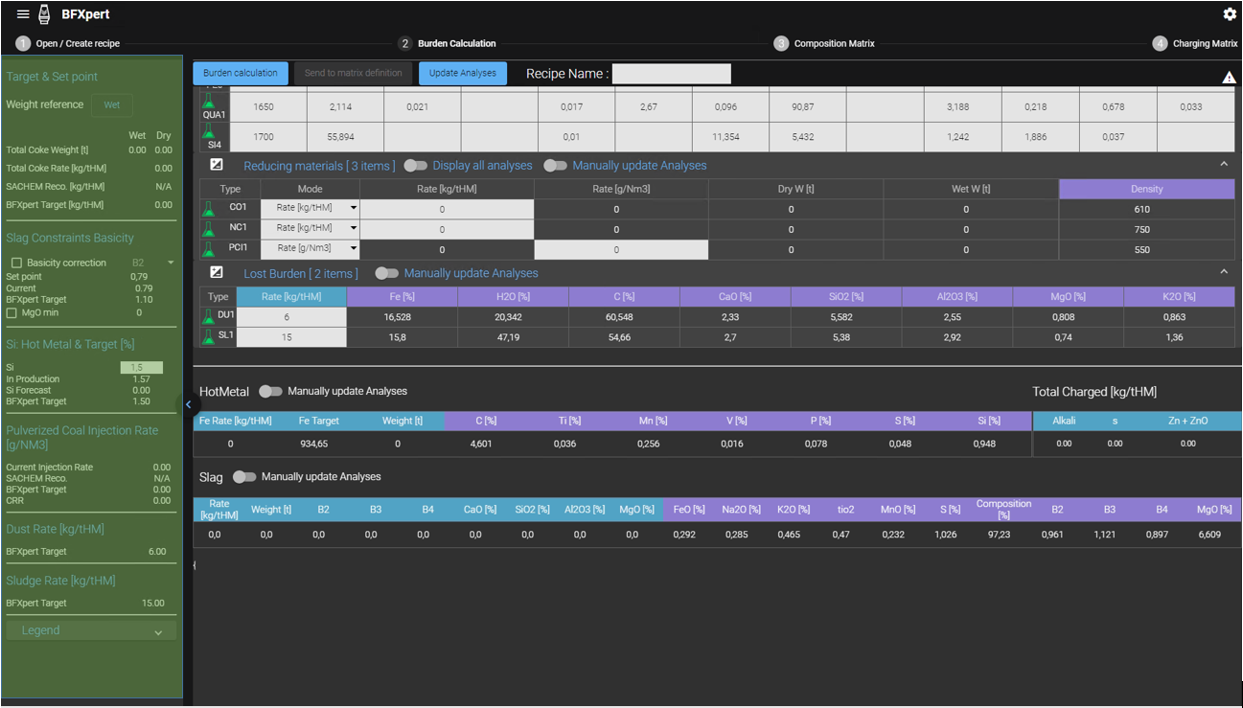 BFXpert
1 Open / Create recipe
2 Burden Calculation
3 Composition Matrix
4 Charging Matrix
Target & Set point
Weight reference Wet
Wet Dry
Total Coke Weight [t] 0.00 0.00
Total Coke Rate [kg/tHM] 0.00
SACHEM Reco. [kg/tHM] N/A
BFXpert Target [kg/tHM] 0.00
Slag Constraints Basicity
Basicity correction B2
Set point 0,79
Current 0.79
BFXpert Target 1.10
MgO min 0
Si: Hot Metal & Target [%]
Si 1.5
In Production 1.57
Si Forecast 0.00
BFXpert Target 1.50
Pulverized Coal Injection Rate
[g/NM3]
Current Injection Rate 0.00
SACHEM Reco. N/A
BFXpert Target 0.00
CRR 0.00
Dust Rate [kg/tHM]
BFXpert Target 6.00
Sludge Rate [kg/tHM]
BFXpert Target 15.00
Legend
Burden calculation Send to matrix definition Update Analyses Recipe Name :
QUA1 1650 2,114 0,021 0,017 2,67 0,096 90,87 3,188 0,218 0,678 0,033
SI4 1700 55,894 0,01 11,354 5,432 1,242 1,886 0,037
Reducing materials [ 3 items ] Display all analyses Manually update Analyses
Type Mode Rate [kg/tHM] Rate [g/Nm3] Dry W [t] Wet W [t] Density
CO1 Rate [kg/tHM] 0 0 0 0 610
NC1 Rate [kg/tHM] 0 0 0 0 750
PCI1 Rate [g/Nm3] 0 0 0 0 550
Lost Burden [ 2 items ] Manually update Analyses
Type Rate [kg/tHM] Fe [%] H2O [%] C [%] CaO [%] SiO2 [%] Al2O3 [%] MgO [%] K2O [%]
DU1 6 16,528 20,342 60,548 2,33 5,582 2,55 0,808 0,863
SL1 15 15,8 47,19 54,66 2,7 5,38 2,92 0,74 1,36
HotMetal Manually update Analyses
Total Charged [kg/tHM]
Fe Rate [kg/tHM] Fe Target Weight [t] C [%] Ti [%] Mn [%] V [%] P [%] S [%] Si [%] Alkali s Zn + ZnO
0 934,65 0 4,601 0,036 0,256 0,016 0,078 0,048 0,948 0.00 0.00 0.00
Slag Manually update Analyses
Rate [kg/tHM] Weight [t] B2 B3 B4 CaO [%] SiO2 [%] Al2O3 [%] MgO [%] FeO [%] Na2O [%] K2O [%] tio2 MnO [%] S [%] Composition [%] B2 B3 B4 MgO [%]
0,0 0,0 0,0 0,0 0,0 0,0 0,0 0,0 0,0 0,292 0,285 0,465 0,47 0,232 1,026 97,23 0,961 1,121 0,897 6,609